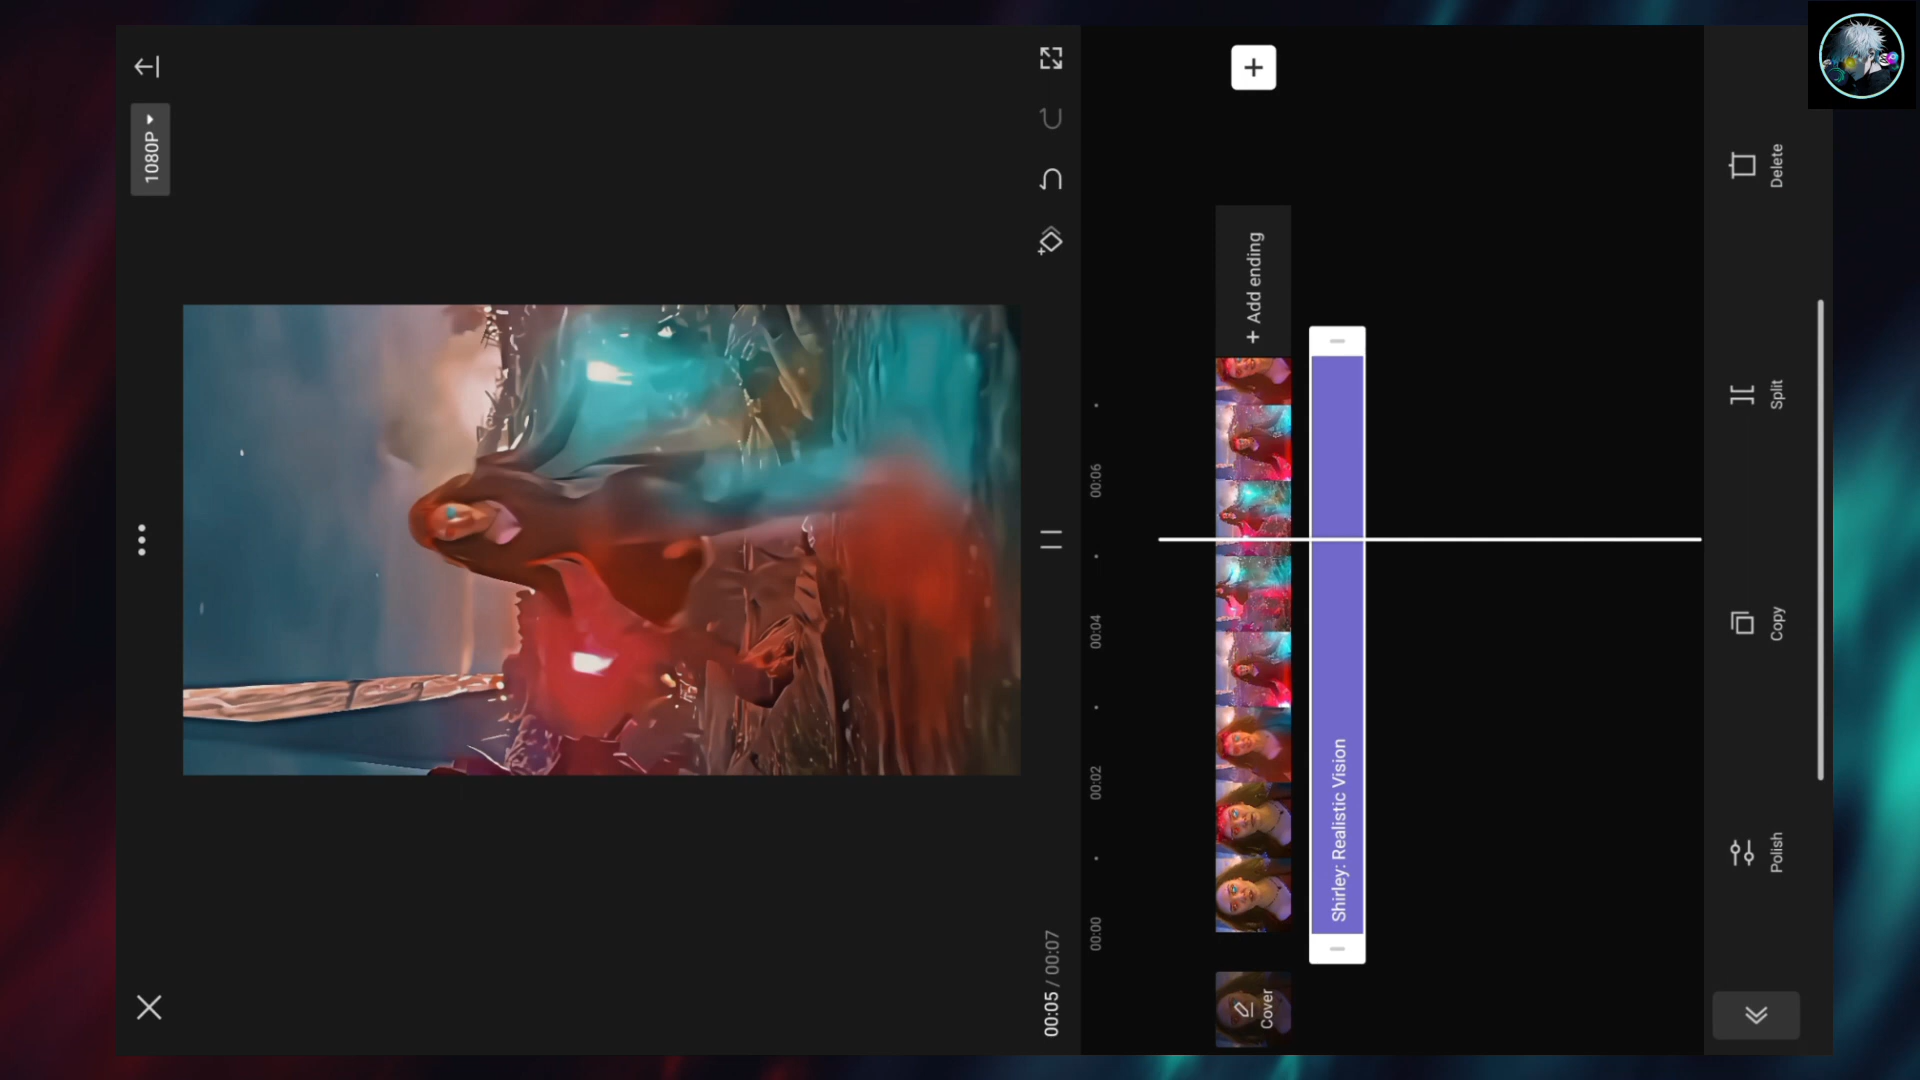 1080P
00:05 / 00:07
00:00
00:02
00:04
00:06
Cover
+ Add ending
Shirley: Realistic Vision
Polish
Copy
Split
Delete